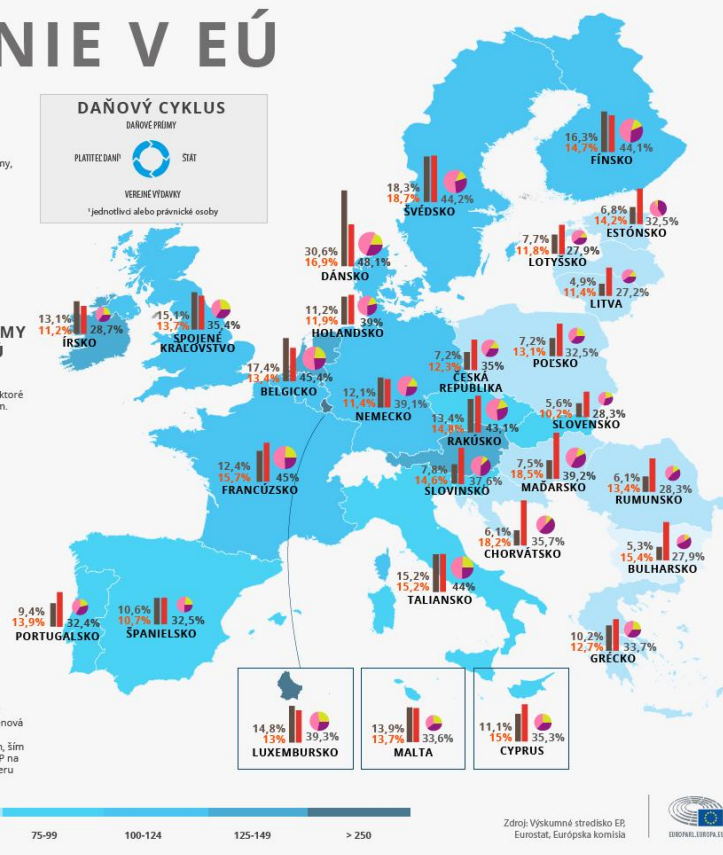 NIE V EÚ
DAŇOVÝ CYKLUS
DAŇOVÉ PRÍJMY
PLATITEĽ DANÍ¹
ŠTÁT
VEREJNÉ VÝDAVKY
¹jednotlivci alebo právnické osoby
ny,
16,3%
14,7%
44,1%
FÍNSKO
18,3%
18,7%
44,2%
ŠVÉDSKO
6,8%
14,2%
32,5%
ESTÓNSKO
7,7%
11,8%
27,9%
LOTYŠSKO
30,6%
16,9%
48,1%
DÁNSKO
4,9%
11,4%
27,2%
LITVA
13,1%
11,2%
28,7%
ÍRSKO
15,1%
13,7%
35,4%
SPOJENÉ
KRÁĽOVSTVO
11,2%
11,9%
39%
HOLANDSKO
MY
ktoré
m.
17,4%
13,4%
45,4%
BELGICKO
12,1%
11,4%
39,1%
NEMECKO
7,2%
12,3%
35%
ČESKÁ
REPUBLIKA
7,2%
13,1%
32,5%
POĽSKO
13,4%
14,8%
43,1%
RAKÚSKO
5,6%
10,2%
28,3%
SLOVENSKO
12,4%
15,7%
45%
FRANCÚZSKO
7,8%
14,6%
37,6%
SLOVINSKO
7,5%
18,5%
39,2%
MAĎARSKO
6,1%
13,4%
28,3%
RUMUNSKO
6,1%
18,2%
35,7%
CHORVÁTSKO
5,3%
15,4%
27,9%
BULHARSKO
15,2%
15,2%
44%
TALIANSKO
9,4%
13,9%
32,4%
PORTUGALSKO
10,6%
10,7%
32,5%
ŠPANIELSKO
10,2%
12,7%
33,7%
GRÉCKO
14,8%
13%
39,3%
LUXEMBURSKO
13,9%
13,7%
33,6%
MALTA
11,1%
15%
35,3%
CYPRUS
enová
n, ším
P na
eru
75-99
100-124
125-149
> 250
Zdroj: Výskumné stredisko EP,
Eurostat, Európska komisia
EUROPARL.EUROPA.EU